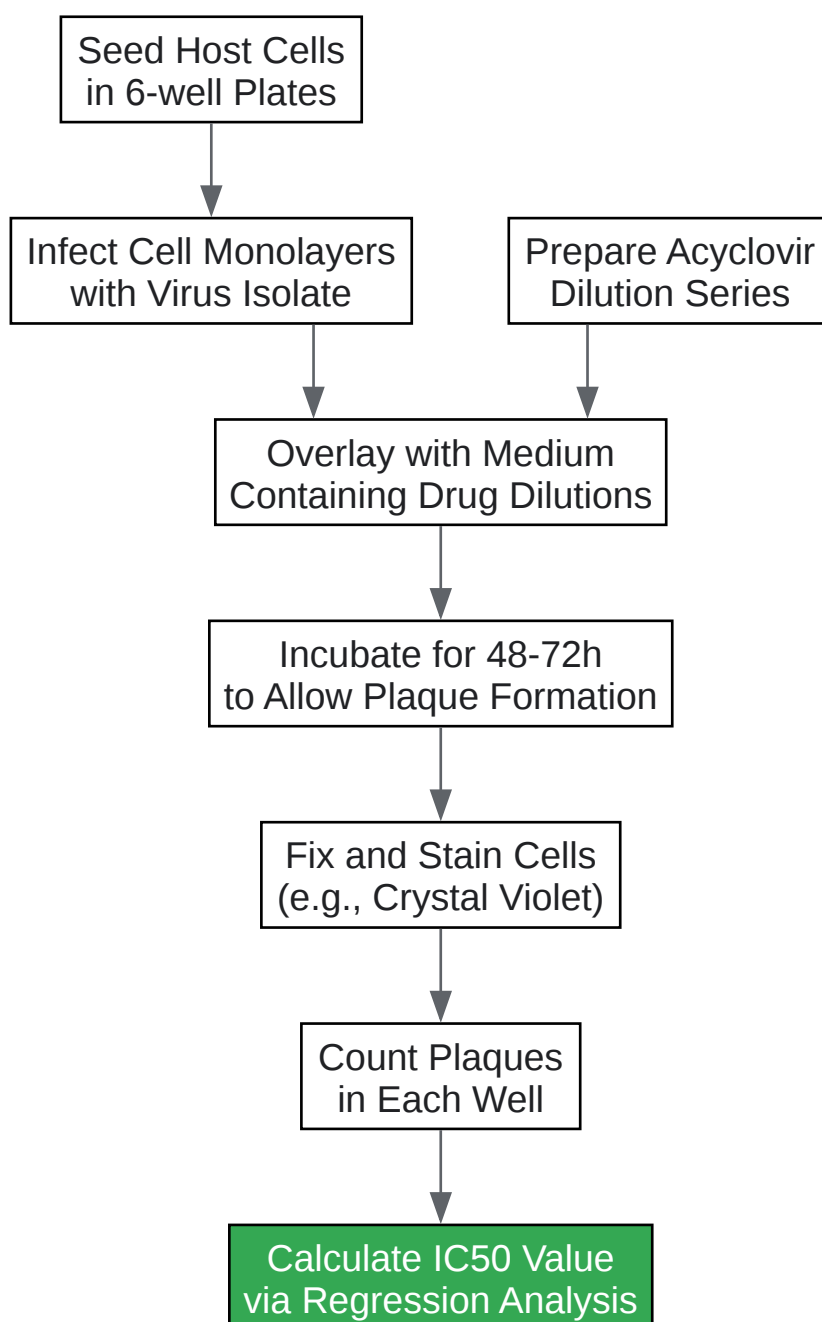 Seed Host Cells
in 6-well Plates
Infect Cell Monolayers
with Virus Isolate
Prepare Acyclovir
Dilution Series
Overlay with Medium
Containing Drug Dilutions
Incubate for 48-72h
to Allow Plaque Formation
Fix and Stain Cells
(e.g., Crystal Violet)
Count Plaques
in Each Well
Calculate IC50 Value
via Regression Analysis